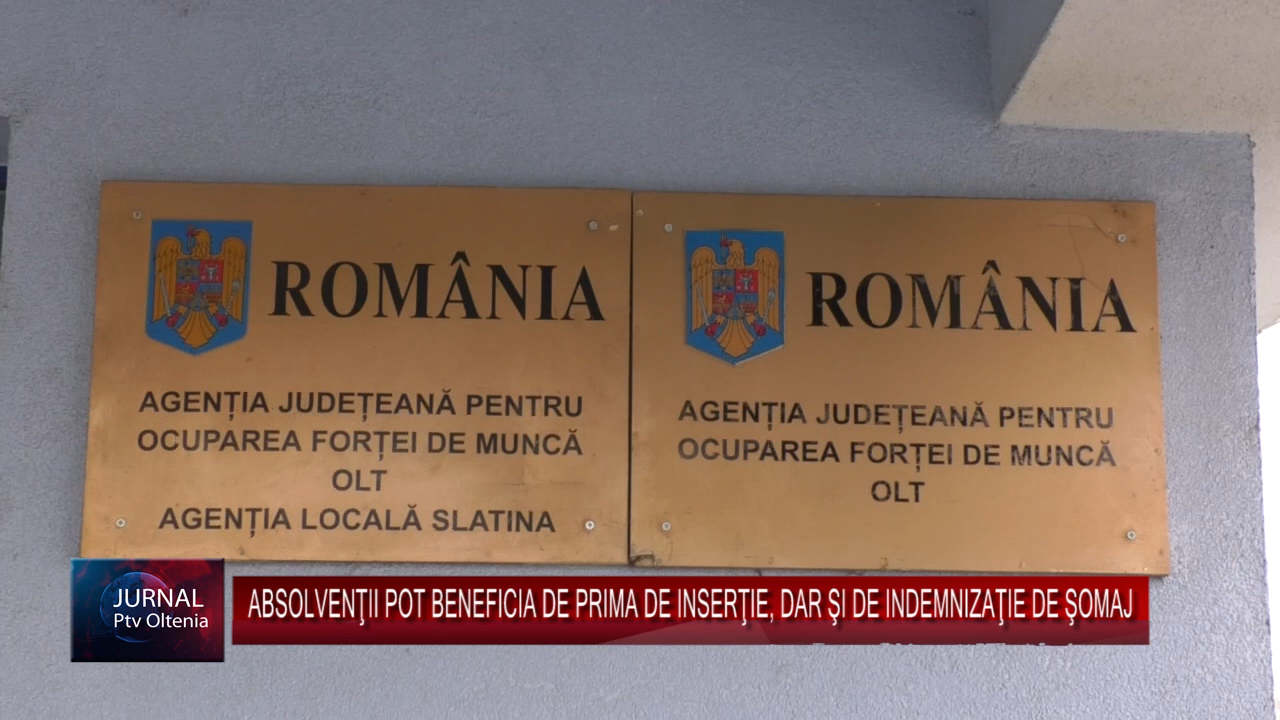 ROMÂNIA
AGENȚIA JUDEȚEANĂ PENTRU
OCUPAREA FORȚEI DE MUNCĂ
OLT
AGENȚIA LOCALĂ SLATINA
ROMÂNIA
AGENȚIA JUDEȚEANĂ PENTRU
OCUPAREA FORȚEI DE MUNCĂ
OLT
JURNAL
Ptv Oltenia
ABSOLVENŢII POT BENEFICIA DE PRIMA DE INSERŢIE, DAR ŞI DE INDEMNIZAŢIE DE ŞOMAJ